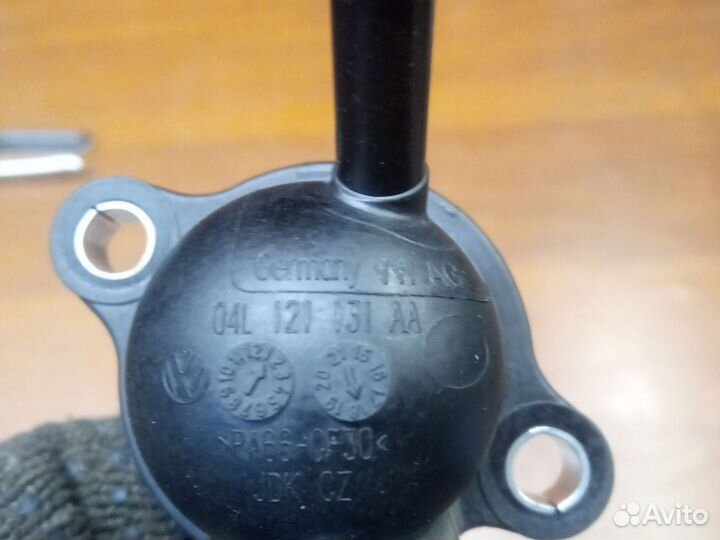 Germany VW AG
04L 121 131 AA
>PA66-GF30<
JDK CZ
Avito